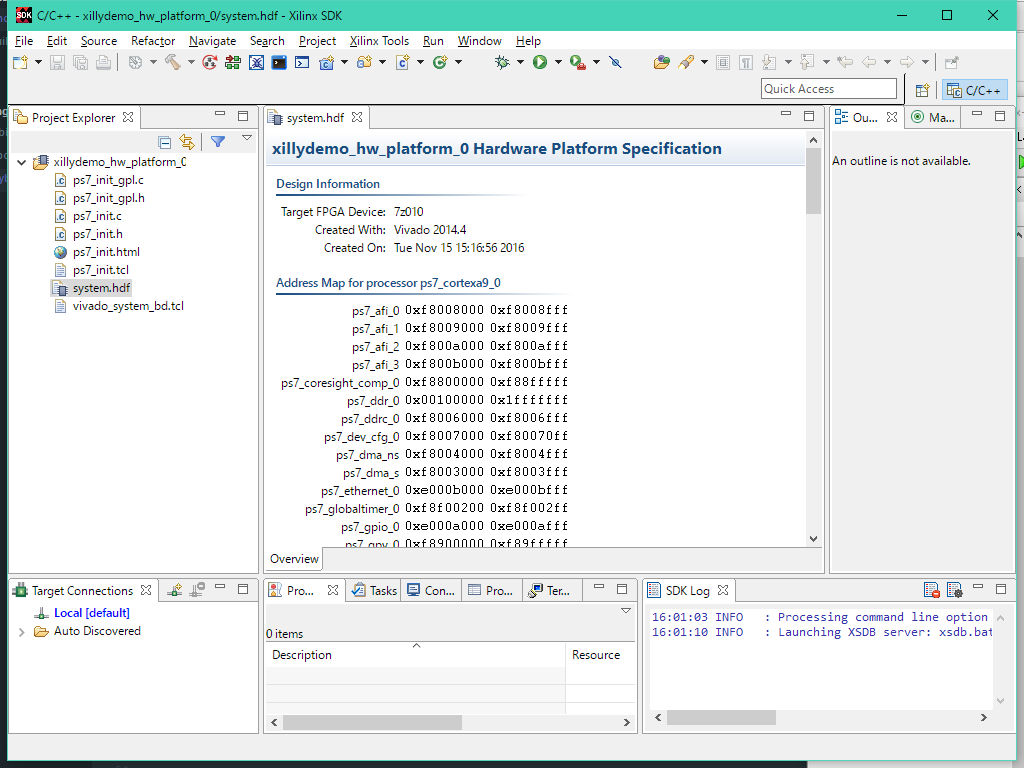 C/C++ - xillydemo_hw_platform_0/system.hdf - Xilinx SDK
File Edit Source Refactor Navigate Search Project Xilinx Tools Run Window Help
Quick Access
C/C++
Project Explorer
xillydemo_hw_platform_0
ps7_init_gpl.c
ps7_init_gpl.h
ps7_init.c
ps7_init.h
ps7_init.html
ps7_init.tcl
system.hdf
vivado_system_bd.tcl
system.hdf
xillydemo_hw_platform_0 Hardware Platform Specification
Design Information
Target FPGA Device: 7z010
Created With: Vivado 2014.4
Created On: Tue Nov 15 15:16:56 2016
Address Map for processor ps7_cortexa9_0
ps7_afi_0 0xf8008000 0xf8008fff
ps7_afi_1 0xf8009000 0xf8009fff
ps7_afi_2 0xf800a000 0xf800afff
ps7_afi_3 0xf800b000 0xf800bfff
ps7_coresight_comp_0 0xf8800000 0xf88fffff
ps7_ddr_0 0x00100000 0x1fffffff
ps7_ddrc_0 0xf8006000 0xf8006fff
ps7_dev_cfg_0 0xf8007000 0xf80070ff
ps7_dma_ns 0xf8004000 0xf8004fff
ps7_dma_s 0xf8003000 0xf8003fff
ps7_ethernet_0 0xe000b000 0xe000bfff
ps7_globaltimer_0 0xf8f00200 0xf8f002ff
ps7_gpio_0 0xe000a000 0xe000afff
ps7_gpv_0 0xf8900000 0xf89fffff
Overview
Ou...
Ma...
An outline is not available.
Target Connections
Local [default]
Auto Discovered
Pro...
Tasks
Con...
Pro...
Ter...
0 items
Description Resource
SDK Log
16:01:03 INFO : Processing command line option
16:01:10 INFO : Launching XSDB server: xsdb.bat